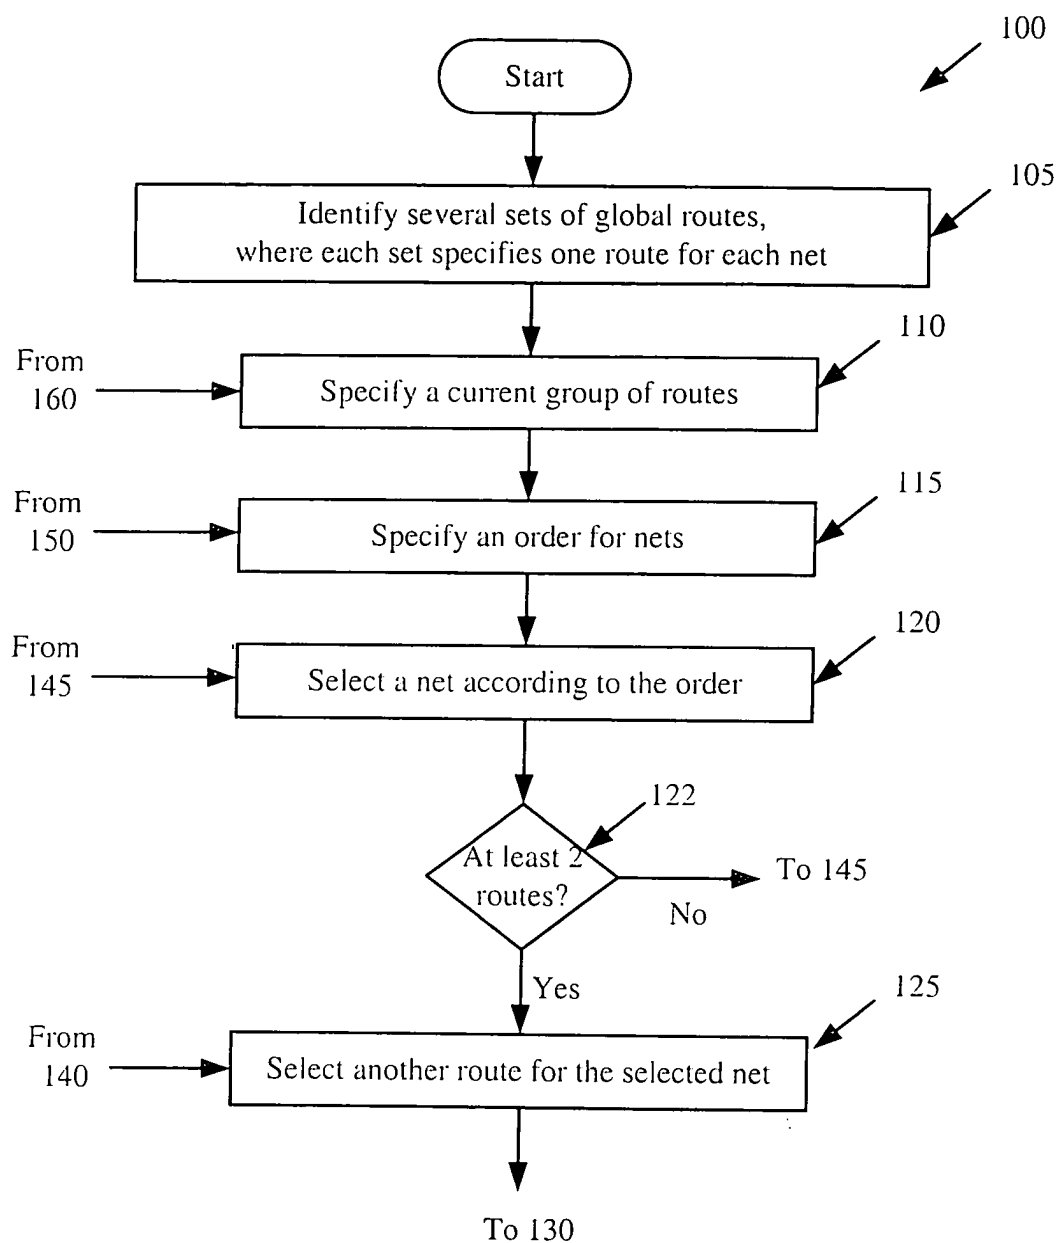 100
Start
105
Identify several sets of global routes,
where each set specifies one route for each net
110
From
160
Specify a current group of routes
115
From
150
Specify an order for nets
120
From
145
Select a net according to the order
122
At least 2
routes?
To 145
No
Yes
125
From
140
Select another route for the selected net
To 130